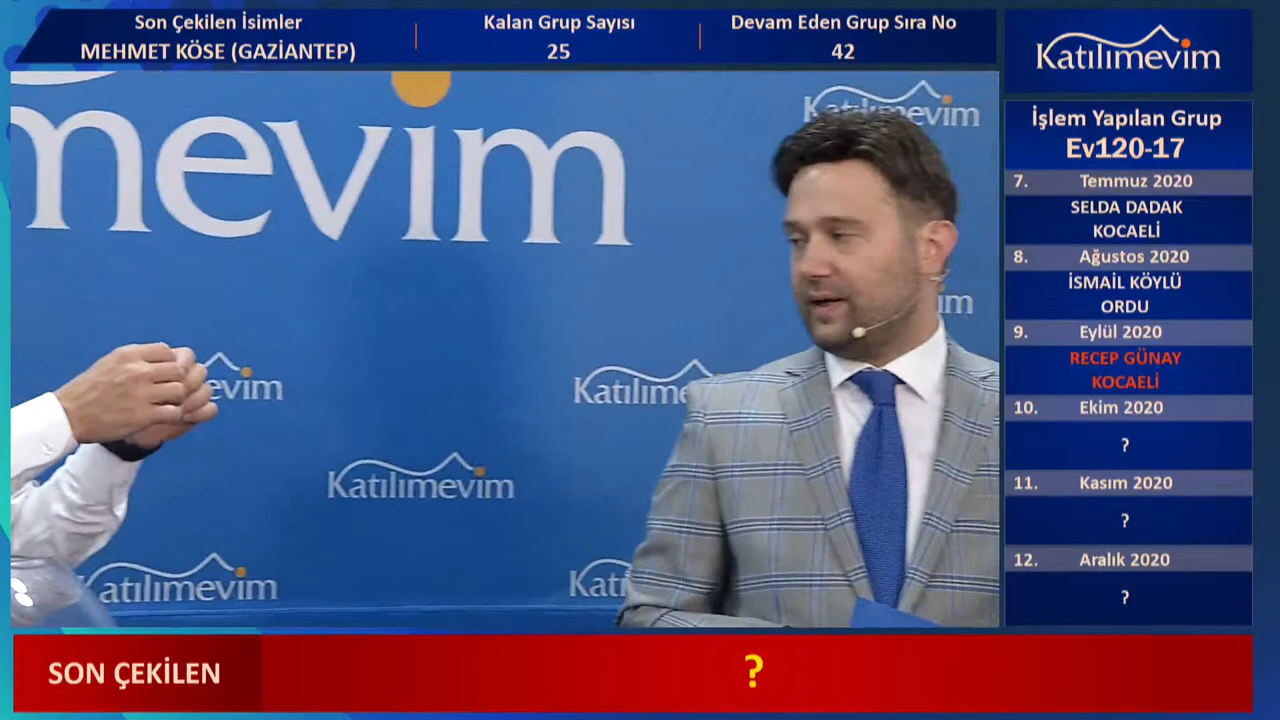 Son Çekilen İsimler
MEHMET KÖSE (GAZİANTEP)
Kalan Grup Sayısı
25
Devam Eden Grup Sıra No
42
Katılımevim
İşlem Yapılan Grup
Ev120-17
7. Temmuz 2020
SELDA DADAK
KOCAELİ
8. Ağustos 2020
İSMAİL KÖYLÜ
ORDU
9. Eylül 2020
RECEP GÜNAY
KOCAELİ
10. Ekim 2020
?
11. Kasım 2020
?
12. Aralık 2020
?
mevim
Katılımevim
evim
im
Katılıme
Katılımevim
Katılımevim
Katı
SON ÇEKİLEN
?